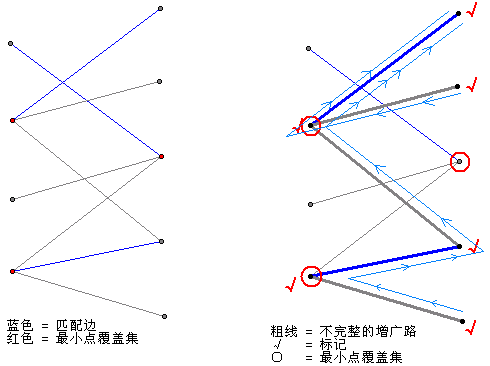 蓝色 = 匹配边
红色 = 最小点覆盖集
粗线 = 不完整的增广路
√ = 标记
○ = 最小点覆盖集